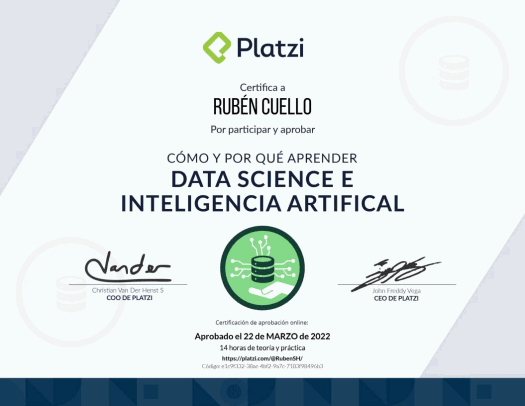 Platzi
Certifica a
RUBÉN CUELLO
Por participar y aprobar
CÓMO Y POR QUÉ APRENDER
DATA SCIENCE E
INTELIGENCIA ARTIFICAL
Christian Van Der Henst S
COO DE PLATZI
John Freddy Vega
CEO DE PLATZI
Certificación de aprobación online:
Aprobado el 22 de MARZO de 2022
14 horas de teoría y práctica
https://platzi.com/@RubenSH/
Código: